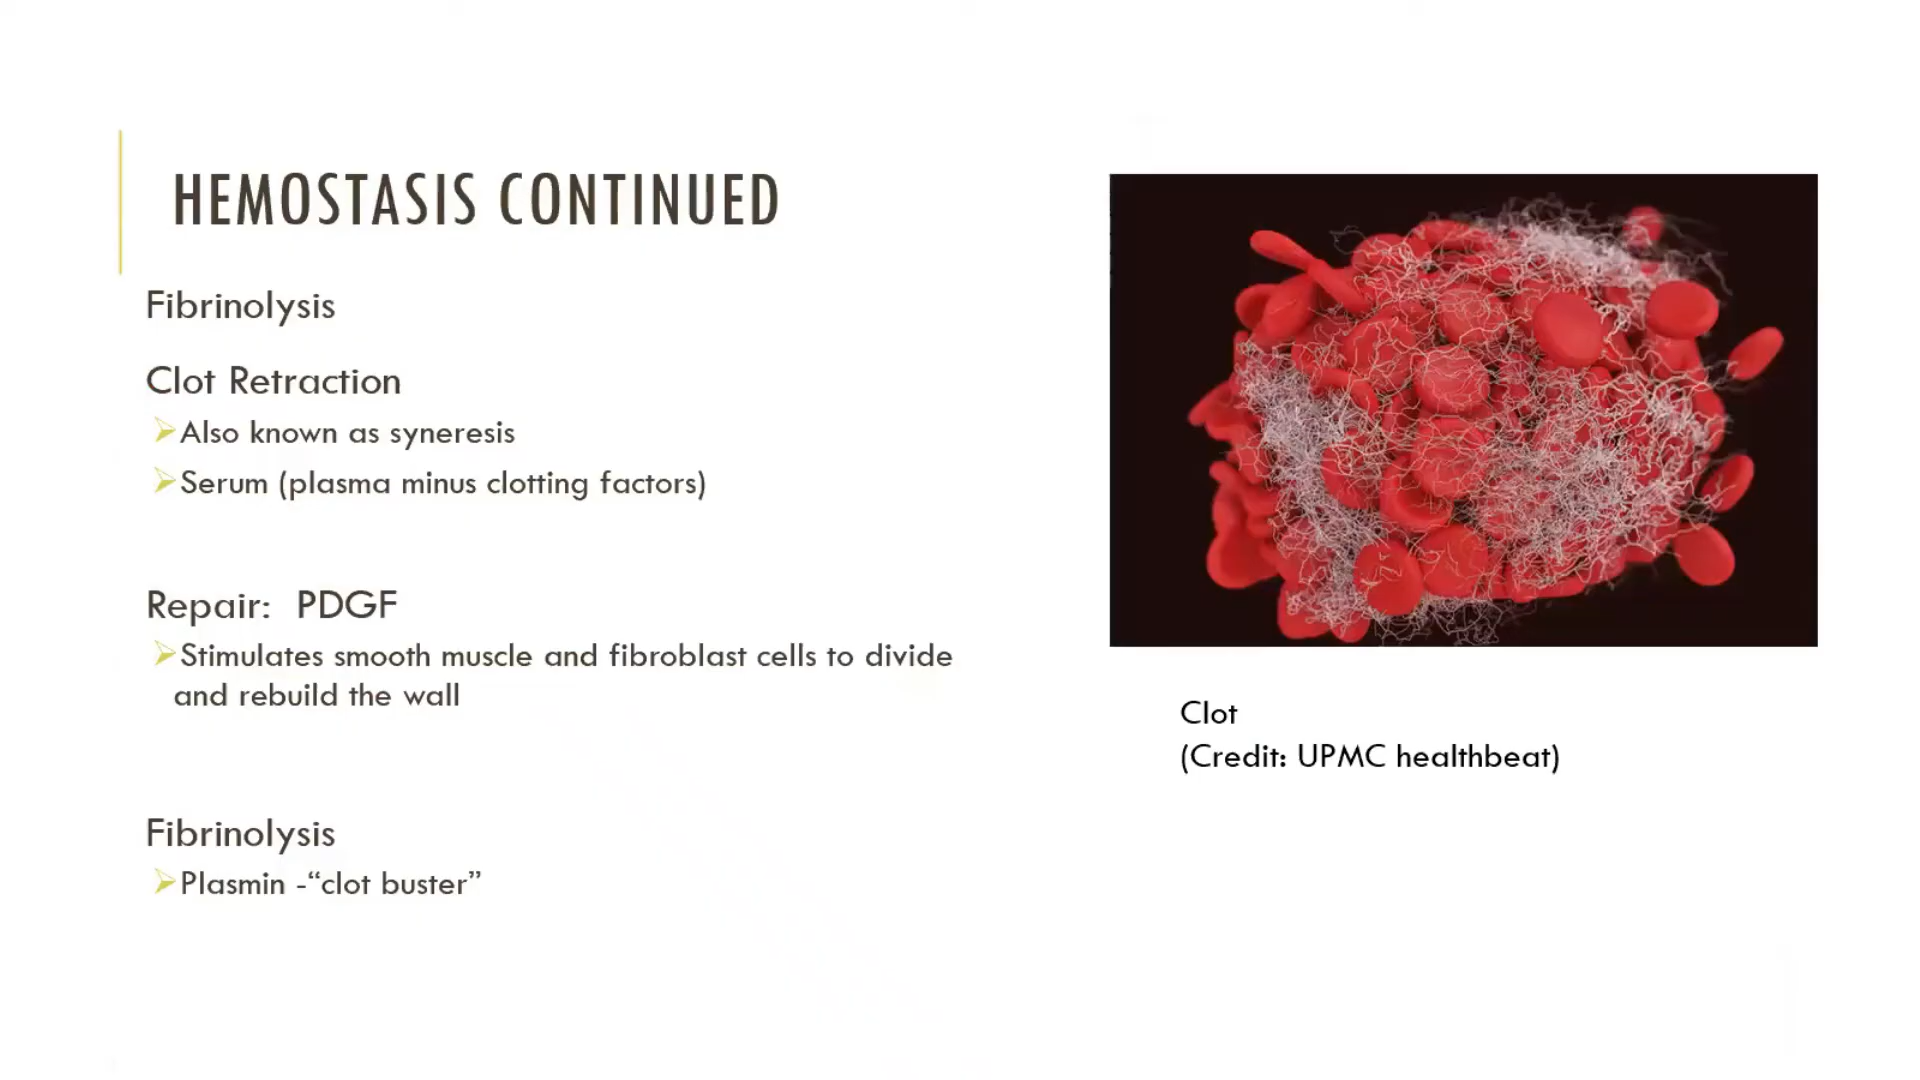 HEMOSTASIS CONTINUED
Fibrinolysis
Clot Retraction
Also known as syneresis
Serum (plasma minus clotting factors)
Repair: PDGF
Stimulates smooth muscle and fibroblast cells to divide
and rebuild the wall
Fibrinolysis
Plasmin -“clot buster”
Clot
(Credit: UPMC healthbeat)